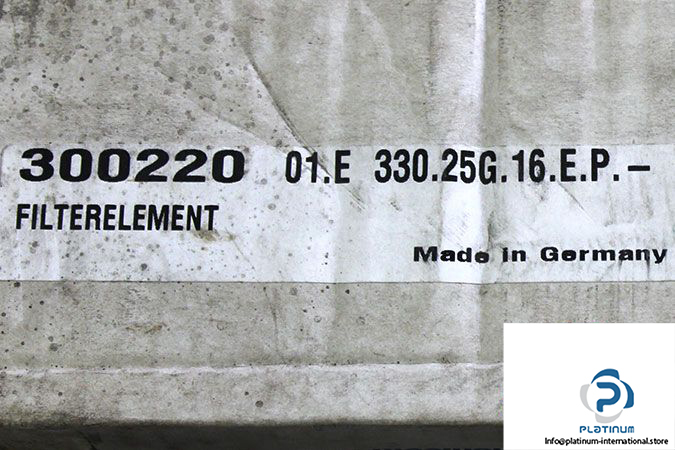 300220 01.E 330.25G.16.E.P.-
FILTERELEMENT
Made in Germany
PLATINUM
Info@platinum-international.store